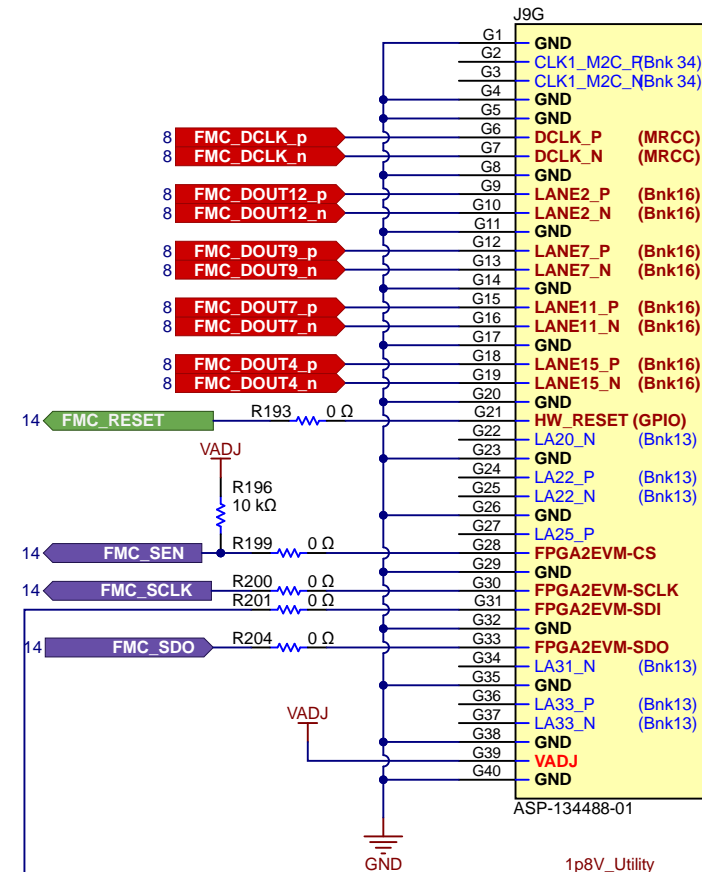 J9G
G1 GND
G2 CLK1_M2C_P(Bnk 34)
G3 CLK1_M2C_N(Bnk 34)
G4 GND
G5 GND
8 FMC_DCLK_p G6 DCLK_P (MRCC)
8 FMC_DCLK_n G7 DCLK_N (MRCC)
G8 GND
8 FMC_DOUT12_p G9 LANE2_P (Bnk16)
8 FMC_DOUT12_n G10 LANE2_N (Bnk16)
G11 GND
8 FMC_DOUT9_p G12 LANE7_P (Bnk16)
8 FMC_DOUT9_n G13 LANE7_N (Bnk16)
G14 GND
8 FMC_DOUT7_p G15 LANE11_P (Bnk16)
8 FMC_DOUT7_n G16 LANE11_N (Bnk16)
G17 GND
8 FMC_DOUT4_p G18 LANE15_P (Bnk16)
8 FMC_DOUT4_n G19 LANE15_N (Bnk16)
G20 GND
14 FMC_RESET R193 0 Ω G21 HW_RESET (GPIO)
G22 LA20_N (Bnk13)
VADJ G23 GND
G24 LA22_P (Bnk13)
R196 G25 LA22_N (Bnk13)
10 kΩ G26 GND
G27 LA25_P
14 FMC_SEN R199 0 Ω G28 FPGA2EVM-CS
G29 GND
14 FMC_SCLK R200 0 Ω G30 FPGA2EVM-SCLK
R201 0 Ω G31 FPGA2EVM-SDI
G32 GND
14 FMC_SDO R204 0 Ω G33 FPGA2EVM-SDO
G34 LA31_N (Bnk13)
G35 GND
G36 LA33_P (Bnk13)
VADJ G37 LA33_N (Bnk13)
G38 GND
G39 VADJ
G40 GND
ASP-134488-01
GND 1p8V_Utility